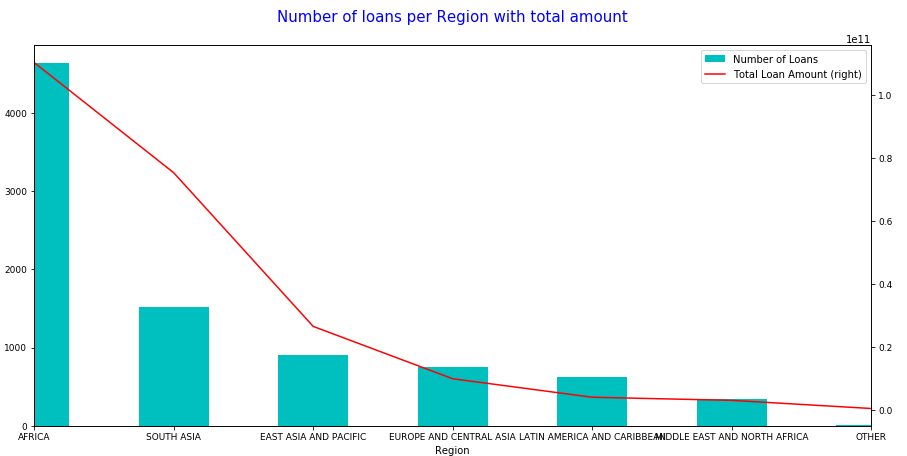 Number of loans per Region with total amount
1e11
Number of Loans
Total Loan Amount (right)
4000
3000
2000
1000
0
1.0
0.8
0.6
0.4
0.2
0.0
AFRICA
SOUTH ASIA
EAST ASIA AND PACIFIC
EUROPE AND CENTRAL ASIA
LATIN AMERICA AND CARIBBEAN
MIDDLE EAST AND NORTH AFRICA
OTHER
Region